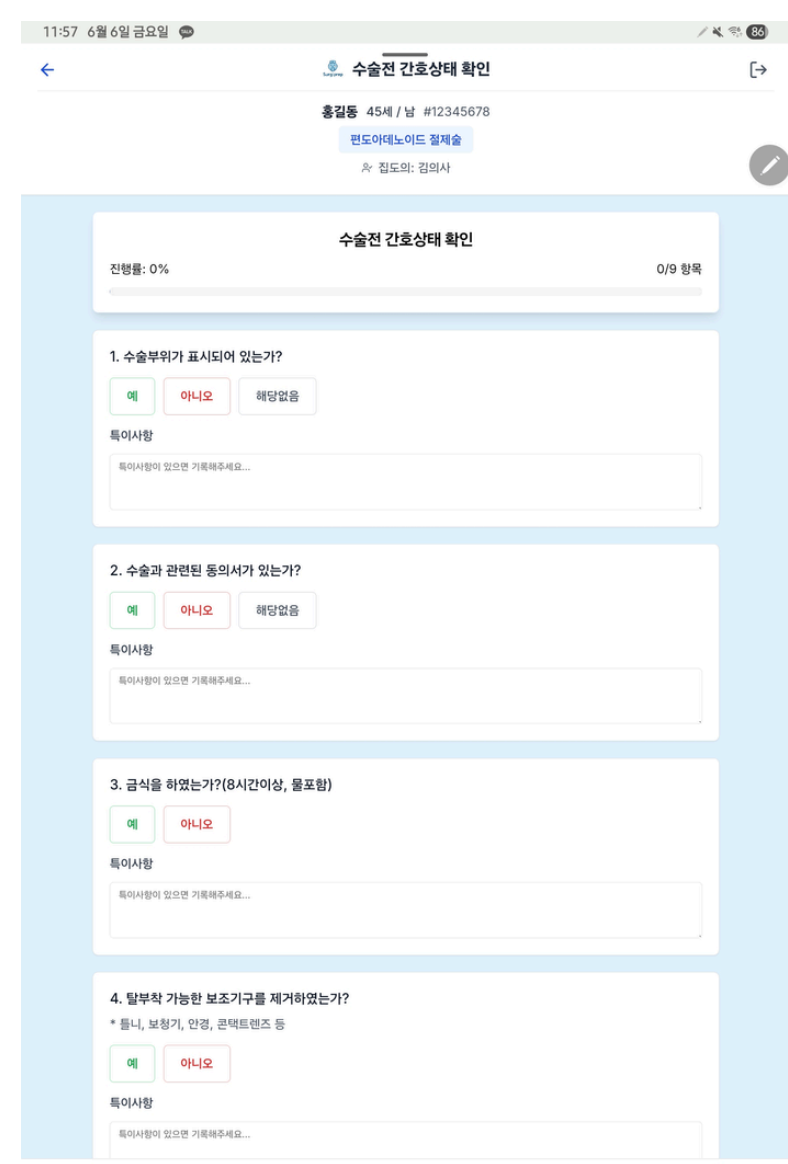 11:57 6월 6일 금요일 TALK 86
수술전 간호상태 확인
홍길동 45세 / 남 #12345678
편도아데노이드 절제술
집도의: 김의사
수술전 간호상태 확인
진행률: 0% 0/9 항목
1. 수술부위가 표시되어 있는가?
예 아니오 해당없음
특이사항
특이사항이 있으면 기록해주세요...
2. 수술과 관련된 동의서가 있는가?
예 아니오 해당없음
특이사항
특이사항이 있으면 기록해주세요...
3. 금식을 하였는가?(8시간이상, 물포함)
예 아니오
특이사항
특이사항이 있으면 기록해주세요...
4. 탈부착 가능한 보조기구를 제거하였는가?
* 틀니, 보청기, 안경, 콘택트렌즈 등
예 아니오
특이사항
특이사항이 있으면 기록해주세요...